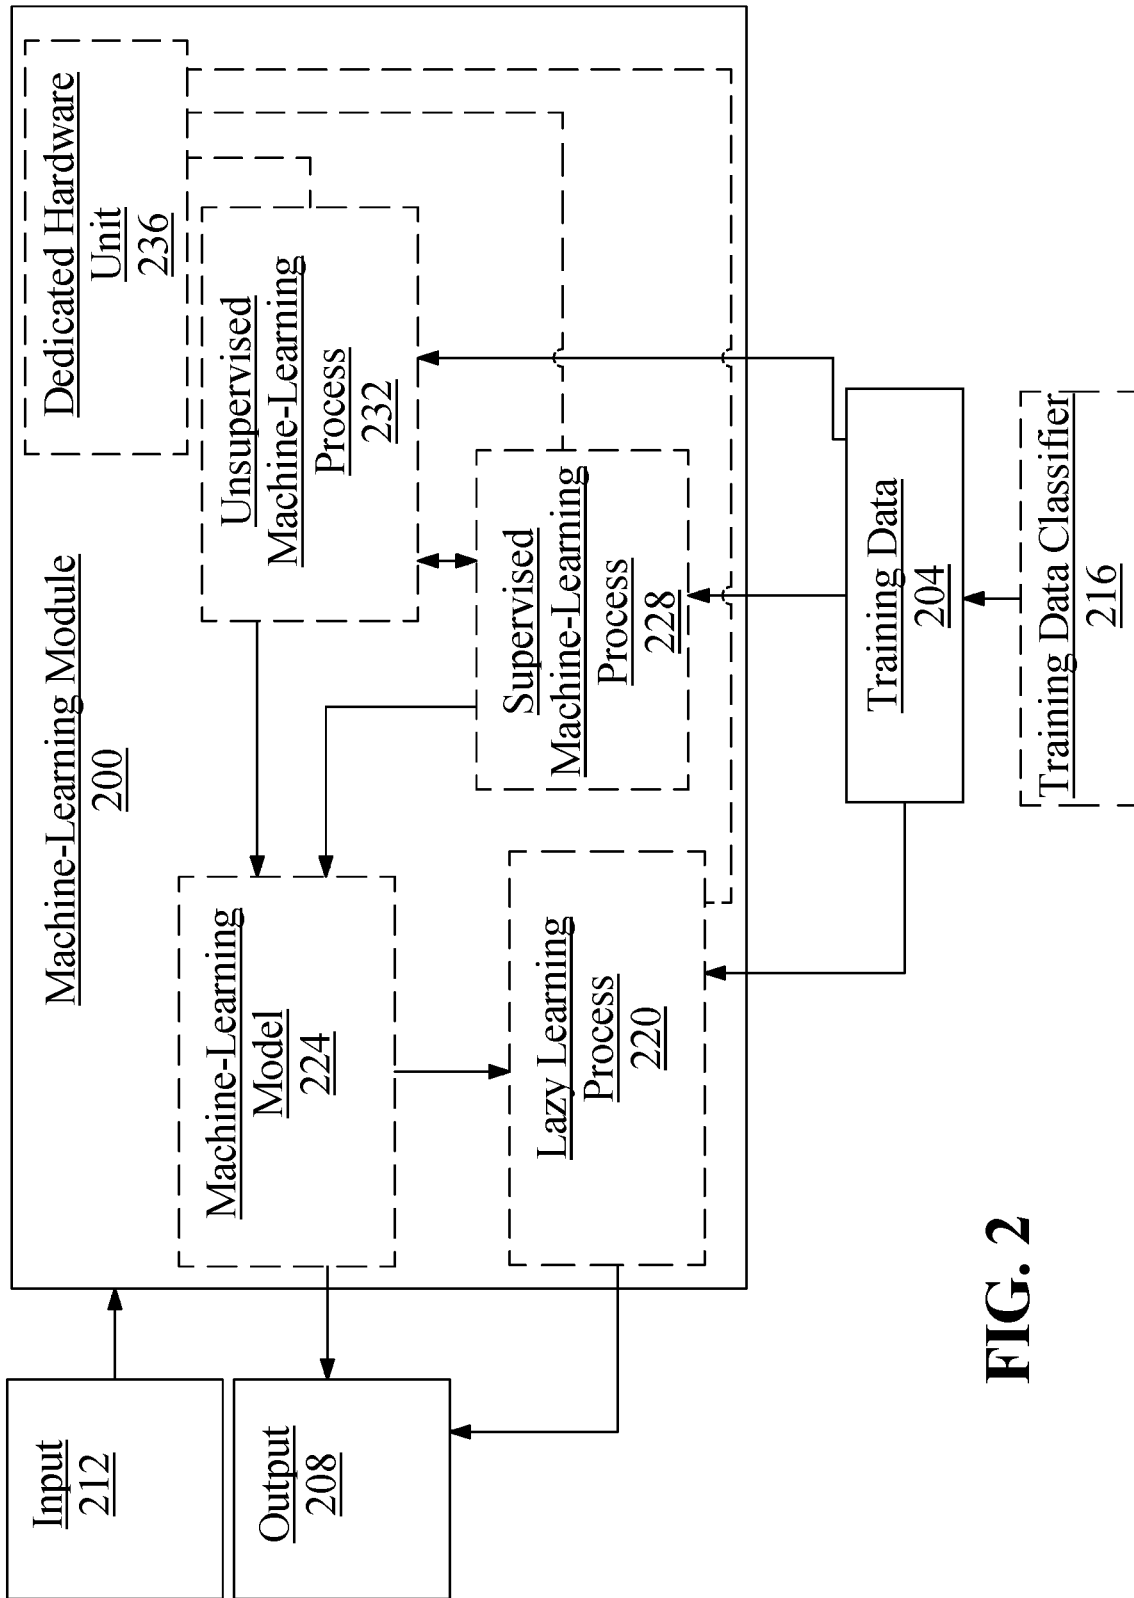 Input
212
Output
208
Machine-Learning Module
200
Dedicated Hardware
Unit
236
Machine-Learning
Model
224
Unsupervised
Machine-Learning
Process
232
Lazy Learning
Process
220
Supervised
Machine-Learning
Process
228
Training Data
204
Training Data Classifier
216
FIG. 2